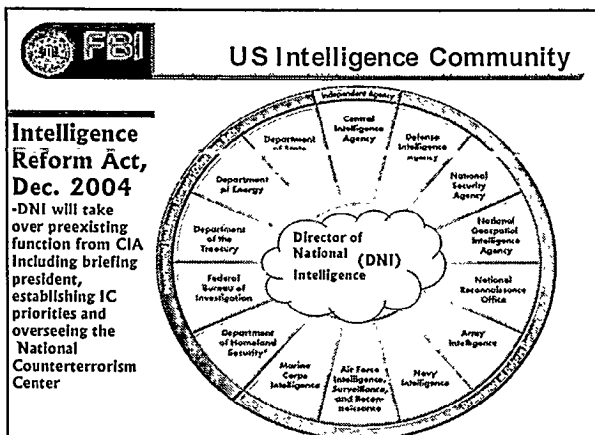 FBI
US Intelligence Community
Intelligence
Reform Act,
Dec. 2004
-DNI will take
over preexisting
function from CIA
Including briefing
president,
establishing IC
priorities and
overseeing the
National
Counterterrorism
Center
Independent Agency
Central
Intelligence
Agency
Defense
Intelligence
Agency
National
Security
Agency
National
Geospatial
Intelligence
Agency
National
Reconnaissance
Office
Army
Intelligence
Navy
Intelligence
Air Force
Intelligence,
Surveillance,
and Recon-
naissance
Marine
Corps
Intelligence
Department
of Homeland
Security
Federal
Bureau of
Investigation
Department
of the
Treasury
Department
of Energy
Department
of State
Director of
National (DNI)
Intelligence